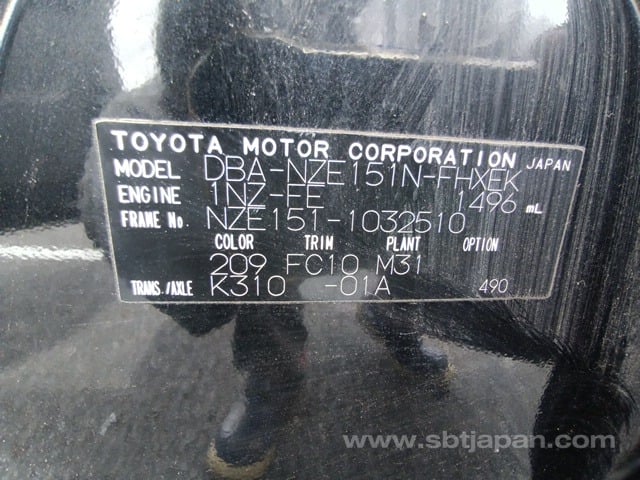 TOYOTA MOTOR CORPORATION JAPAN
MODEL DBA-NZE151N-FHXEK
ENGINE 1NZ-FE 1496 mL
FRAME No. NZE151-1032510
COLOR TRIM PLANT OPTION
209 FC10 M31
TRANS./AXLE K310 -01A 490
www.sbtjapan.com